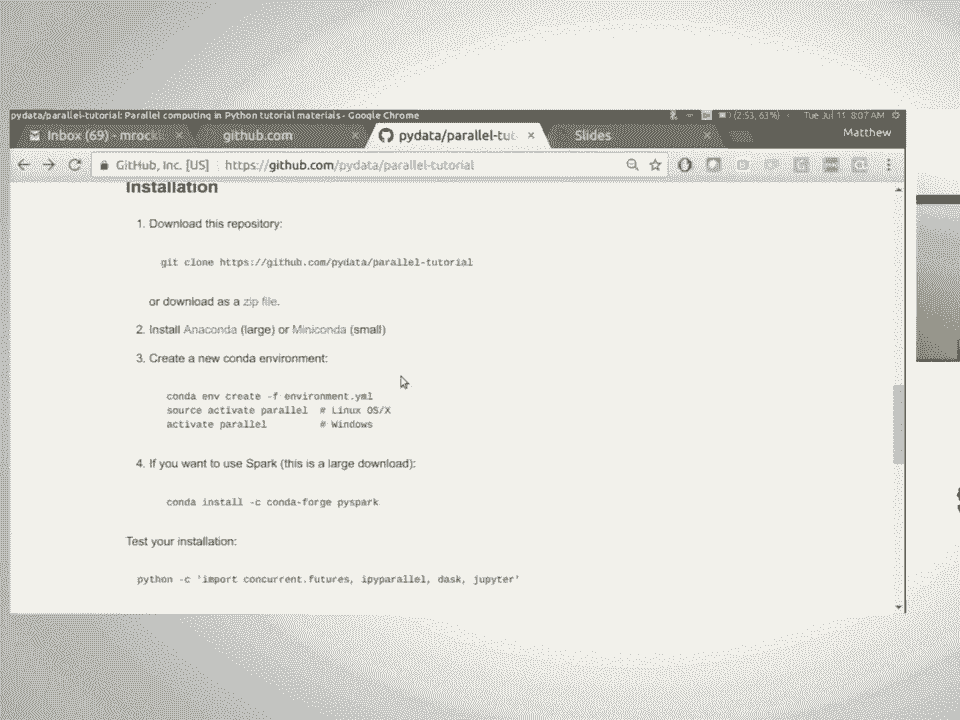 pydata/parallel-tutorial: Parallel computing in Python tutorial materials - Google Chrome
(2:53, 63%)
Tue Jul 11 8:07 AM
Inbox (69) - mrockl
github.com
pydata/parallel-tut
Slides
Matthew
GitHub, Inc. [US]
https://github.com/pydata/parallel-tutorial
Installation
1. Download this repository:
git clone https://github.com/pydata/parallel-tutorial
or download as a zip file.
2. Install Anaconda (large) or Miniconda (small)
3. Create a new conda environment:
conda env create -f environment.yml
source activate parallel # Linux OS/X
activate parallel # Windows
4. If you want to use Spark (this is a large download):
conda install -c conda-forge pyspark
Test your installation:
python -c 'import concurrent.futures, ipyparallel, dask, jupyter'